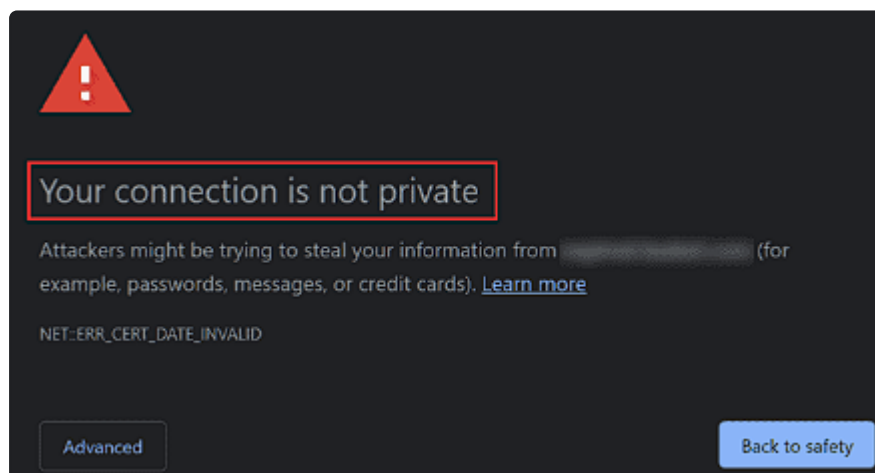 Your connection is not private
Attackers might be trying to steal your information from (for
example, passwords, messages, or credit cards). Learn more
NET::ERR_CERT_DATE_INVALID
Advanced
Back to safety